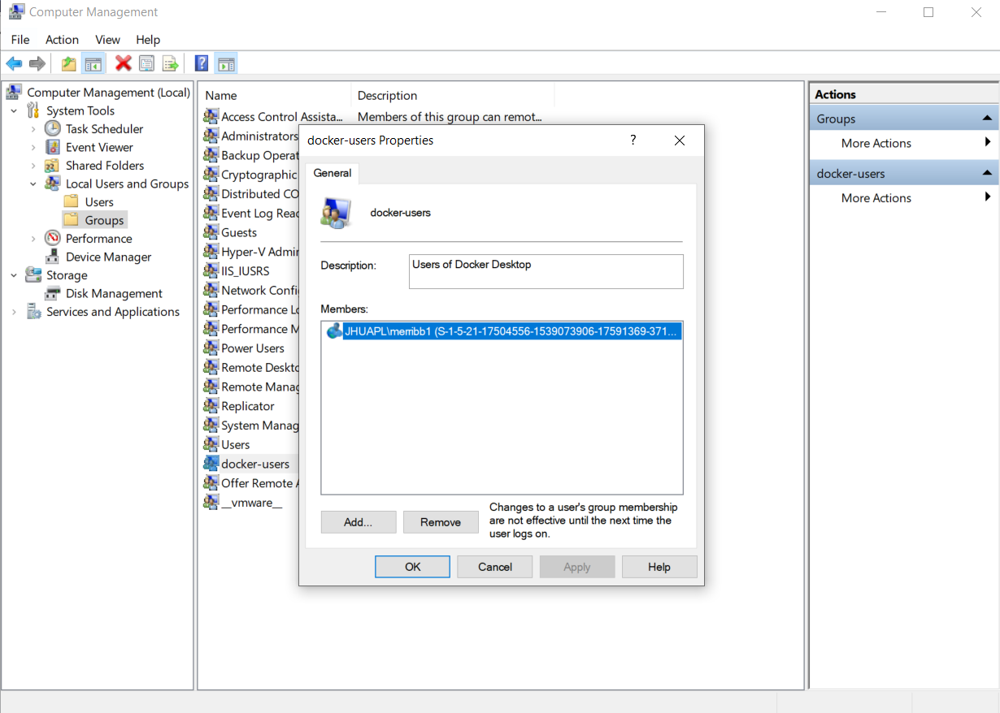 Computer Management
File Action View Help
Computer Management (Local)
System Tools
Task Scheduler
Event Viewer
Shared Folders
Local Users and Groups
Users
Groups
Performance
Device Manager
Storage
Disk Management
Services and Applications
Name Description
Access Control Assista... Members of this group can remot...
Administrators
Backup Operat
Cryptographic
Distributed CO
Event Log Read
Guests
Hyper-V Admin
IIS_IUSRS
Network Config
Performance Lo
Performance M
Power Users
Remote Deskto
Remote Manag
Replicator
System Manag
Users
docker-users
Offer Remote A
__vmware__
docker-users Properties ?
General
docker-users
Description: Users of Docker Desktop
Members:
JHUAPL\merribb1 (S-1-5-21-17504556-1539073906-17591369-371...
Add... Remove
Changes to a user's group membership
are not effective until the next time the
user logs on.
OK Cancel Apply Help
Actions
Groups
More Actions
docker-users
More Actions